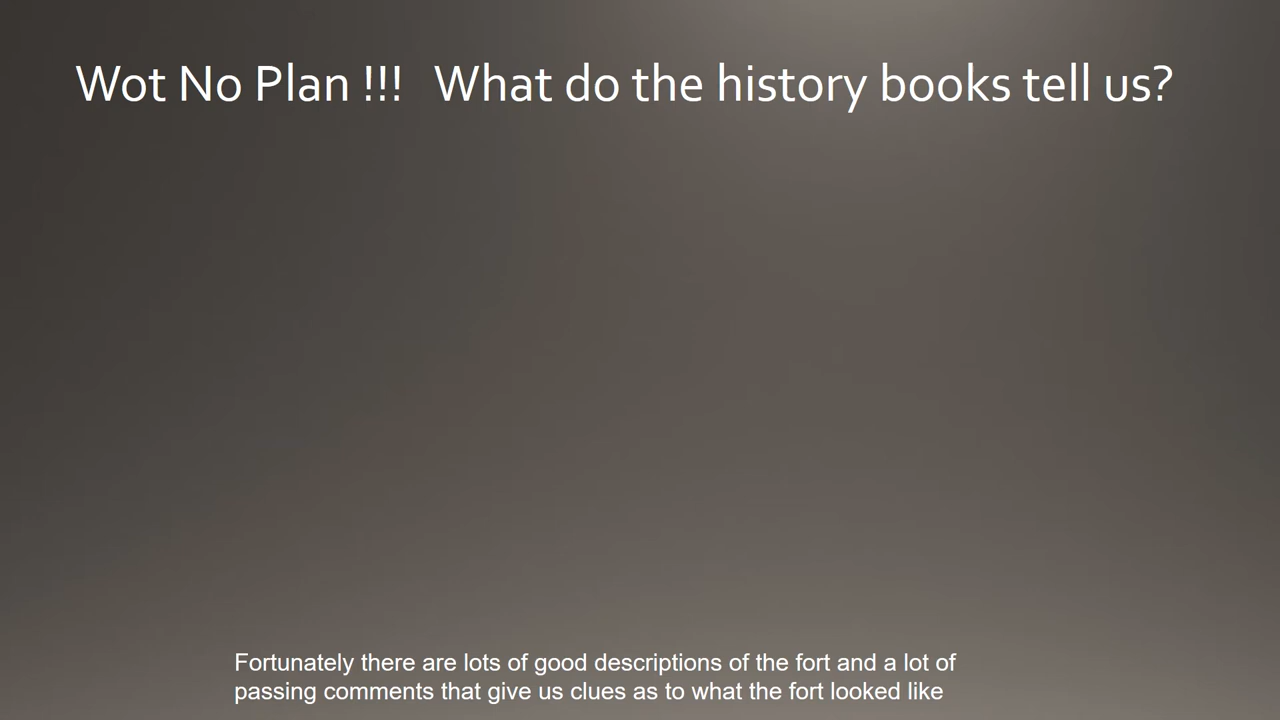 Wot No Plan !!! What do the history books tell us?
Fortunately there are lots of good descriptions of the fort and a lot of
passing comments that give us clues as to what the fort looked like